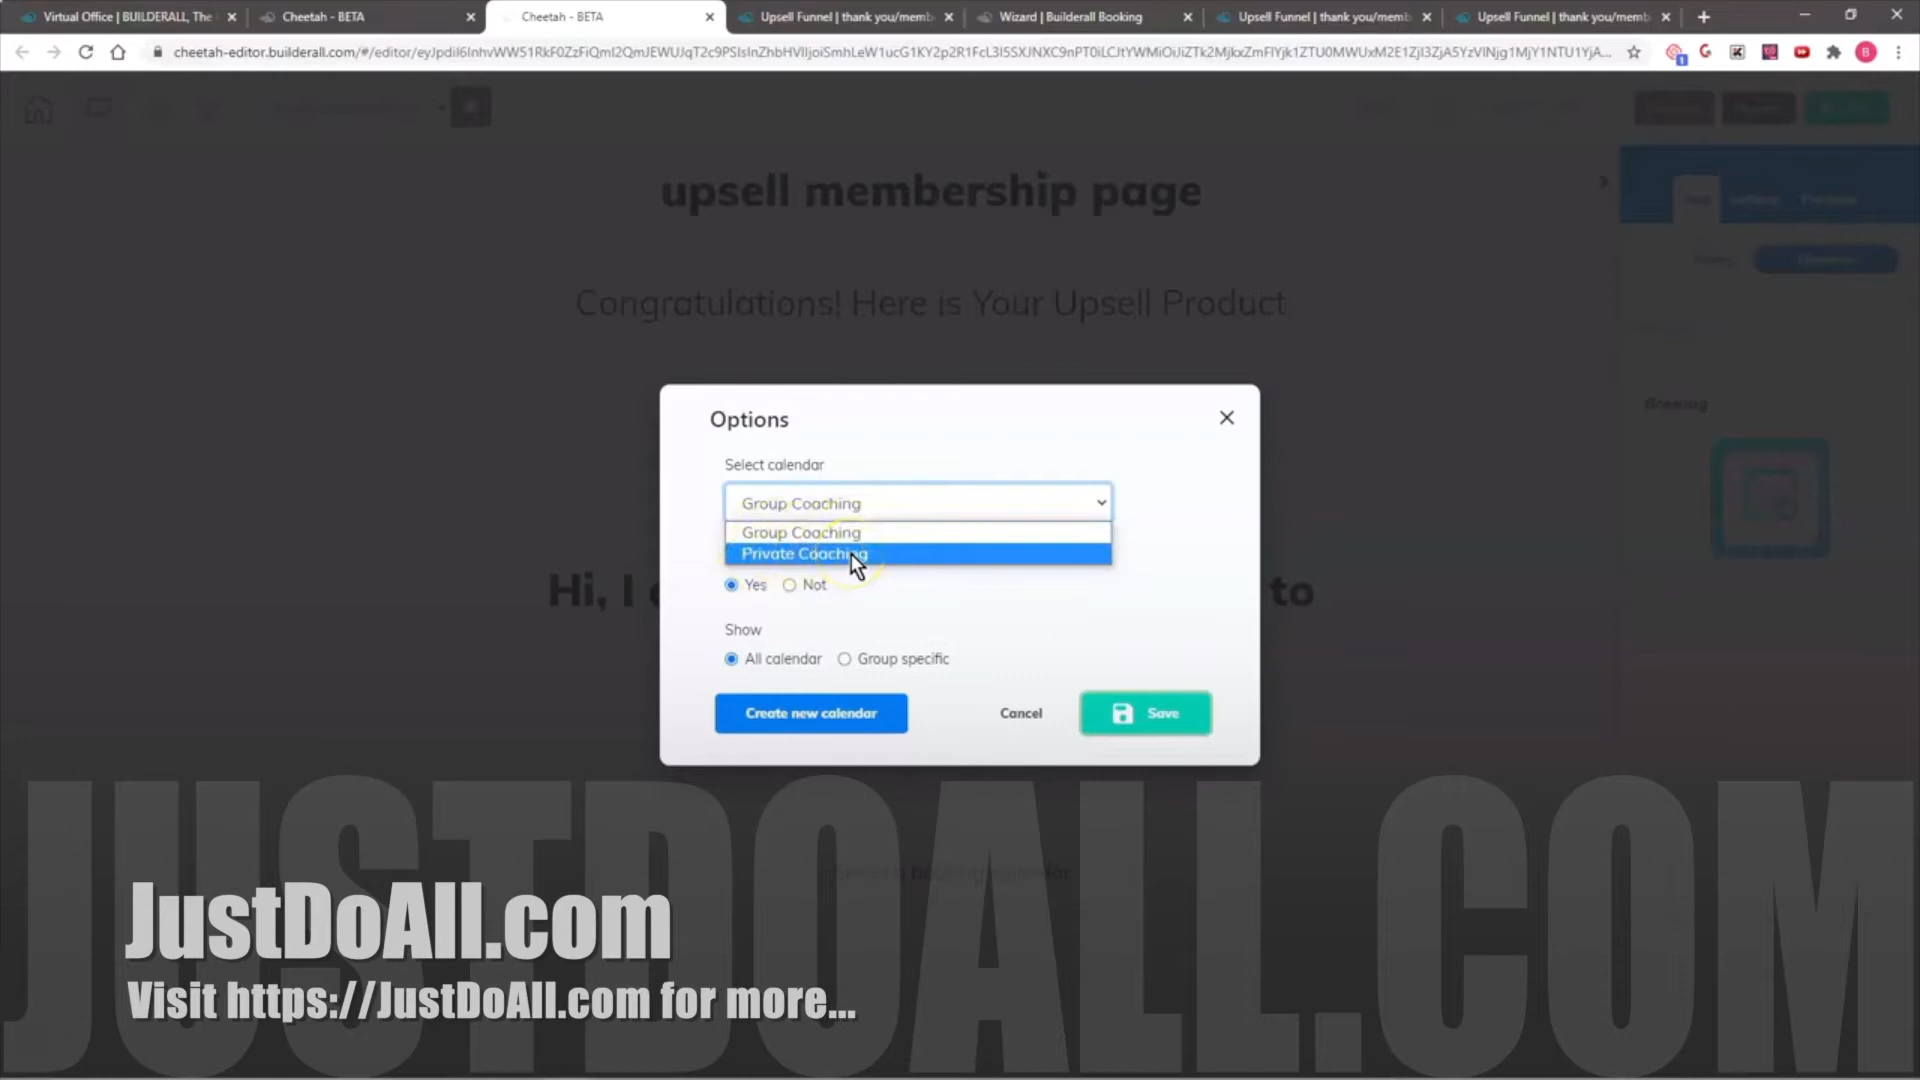 Virtual Office | BUILDERALL, The
Cheetah - BETA
Cheetah - BETA
Upsell Funnel | thank you/memb
Wizard | Builderall Booking
Upsell Funnel | thank you/memb
Upsell Funnel | thank you/memb
upsell membership page
Congratulations! Here is Your Upsell Product
Options
Select calendar
Group Coaching
Group Coaching
Private Coaching
Yes
Not
Hi, I
to
Show
All calendar
Group specific
Create new calendar
Cancel
Save
JUSTDOALL.COM
JustDoAll.com
Visit https://JustDoAll.com for more...